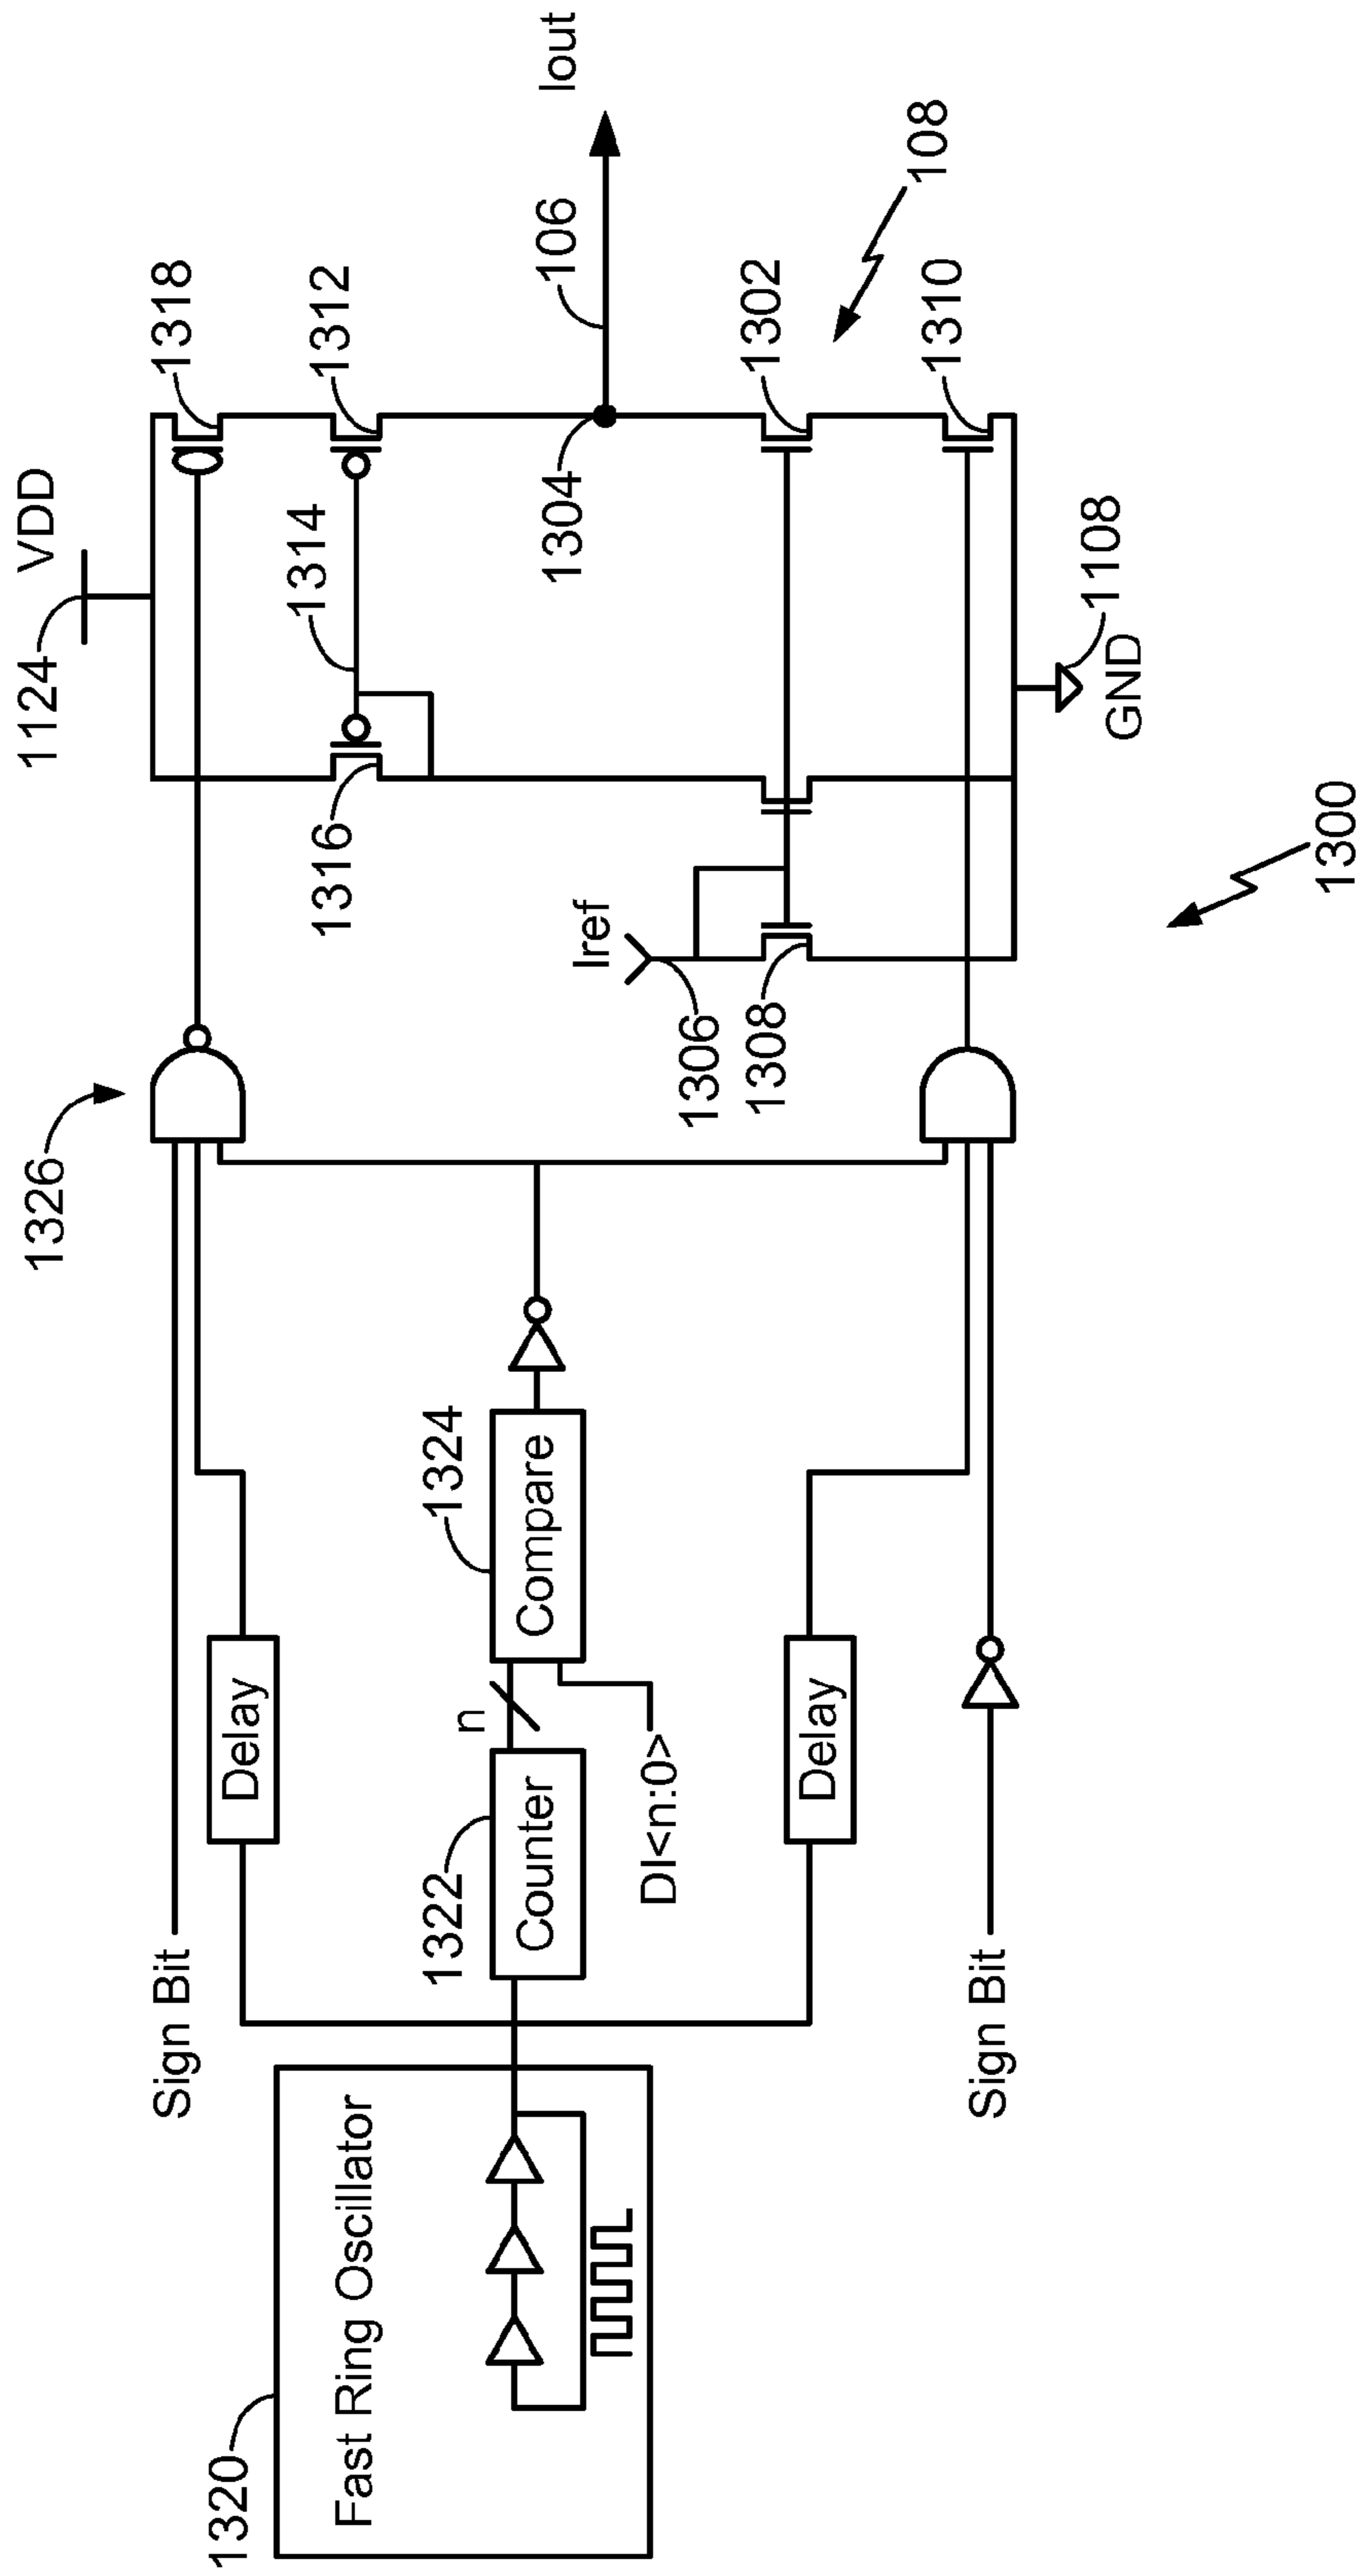 1320
Fast Ring Oscillator
Sign Bit
Sign Bit
Delay
1322
Counter
n
DI<n:0>
Delay
1324
Compare
1326
1124
VDD
1316
1314
1318
1312
Iref
1306
1308
1304
106
Iout
1302
108
1310
1108
GND
1300